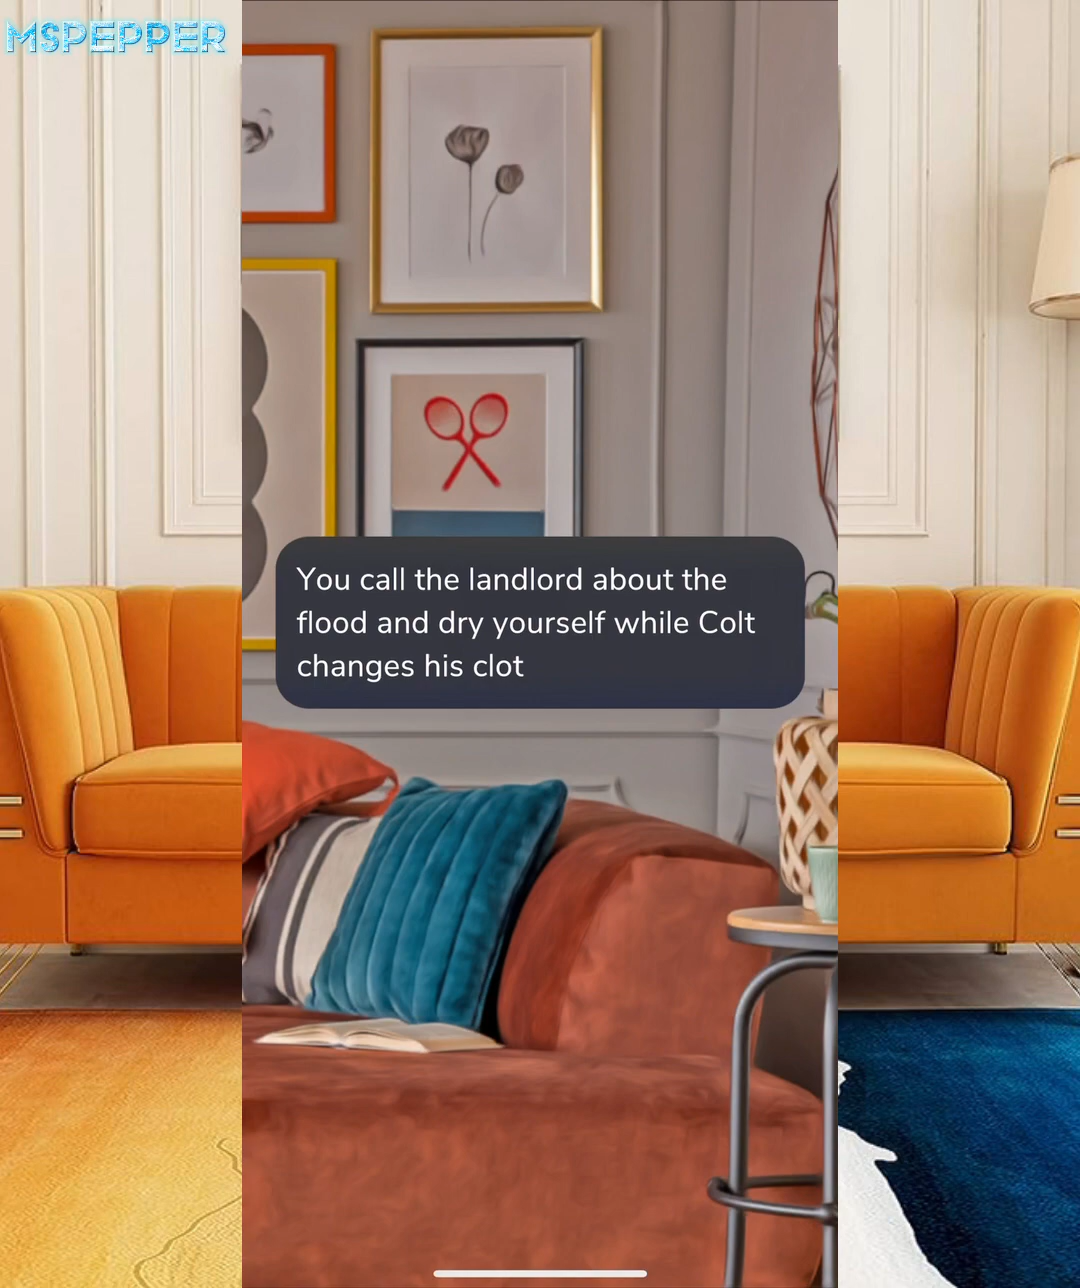 MSPEPPER
You call the landlord about the
flood and dry yourself while Colt
changes his clot